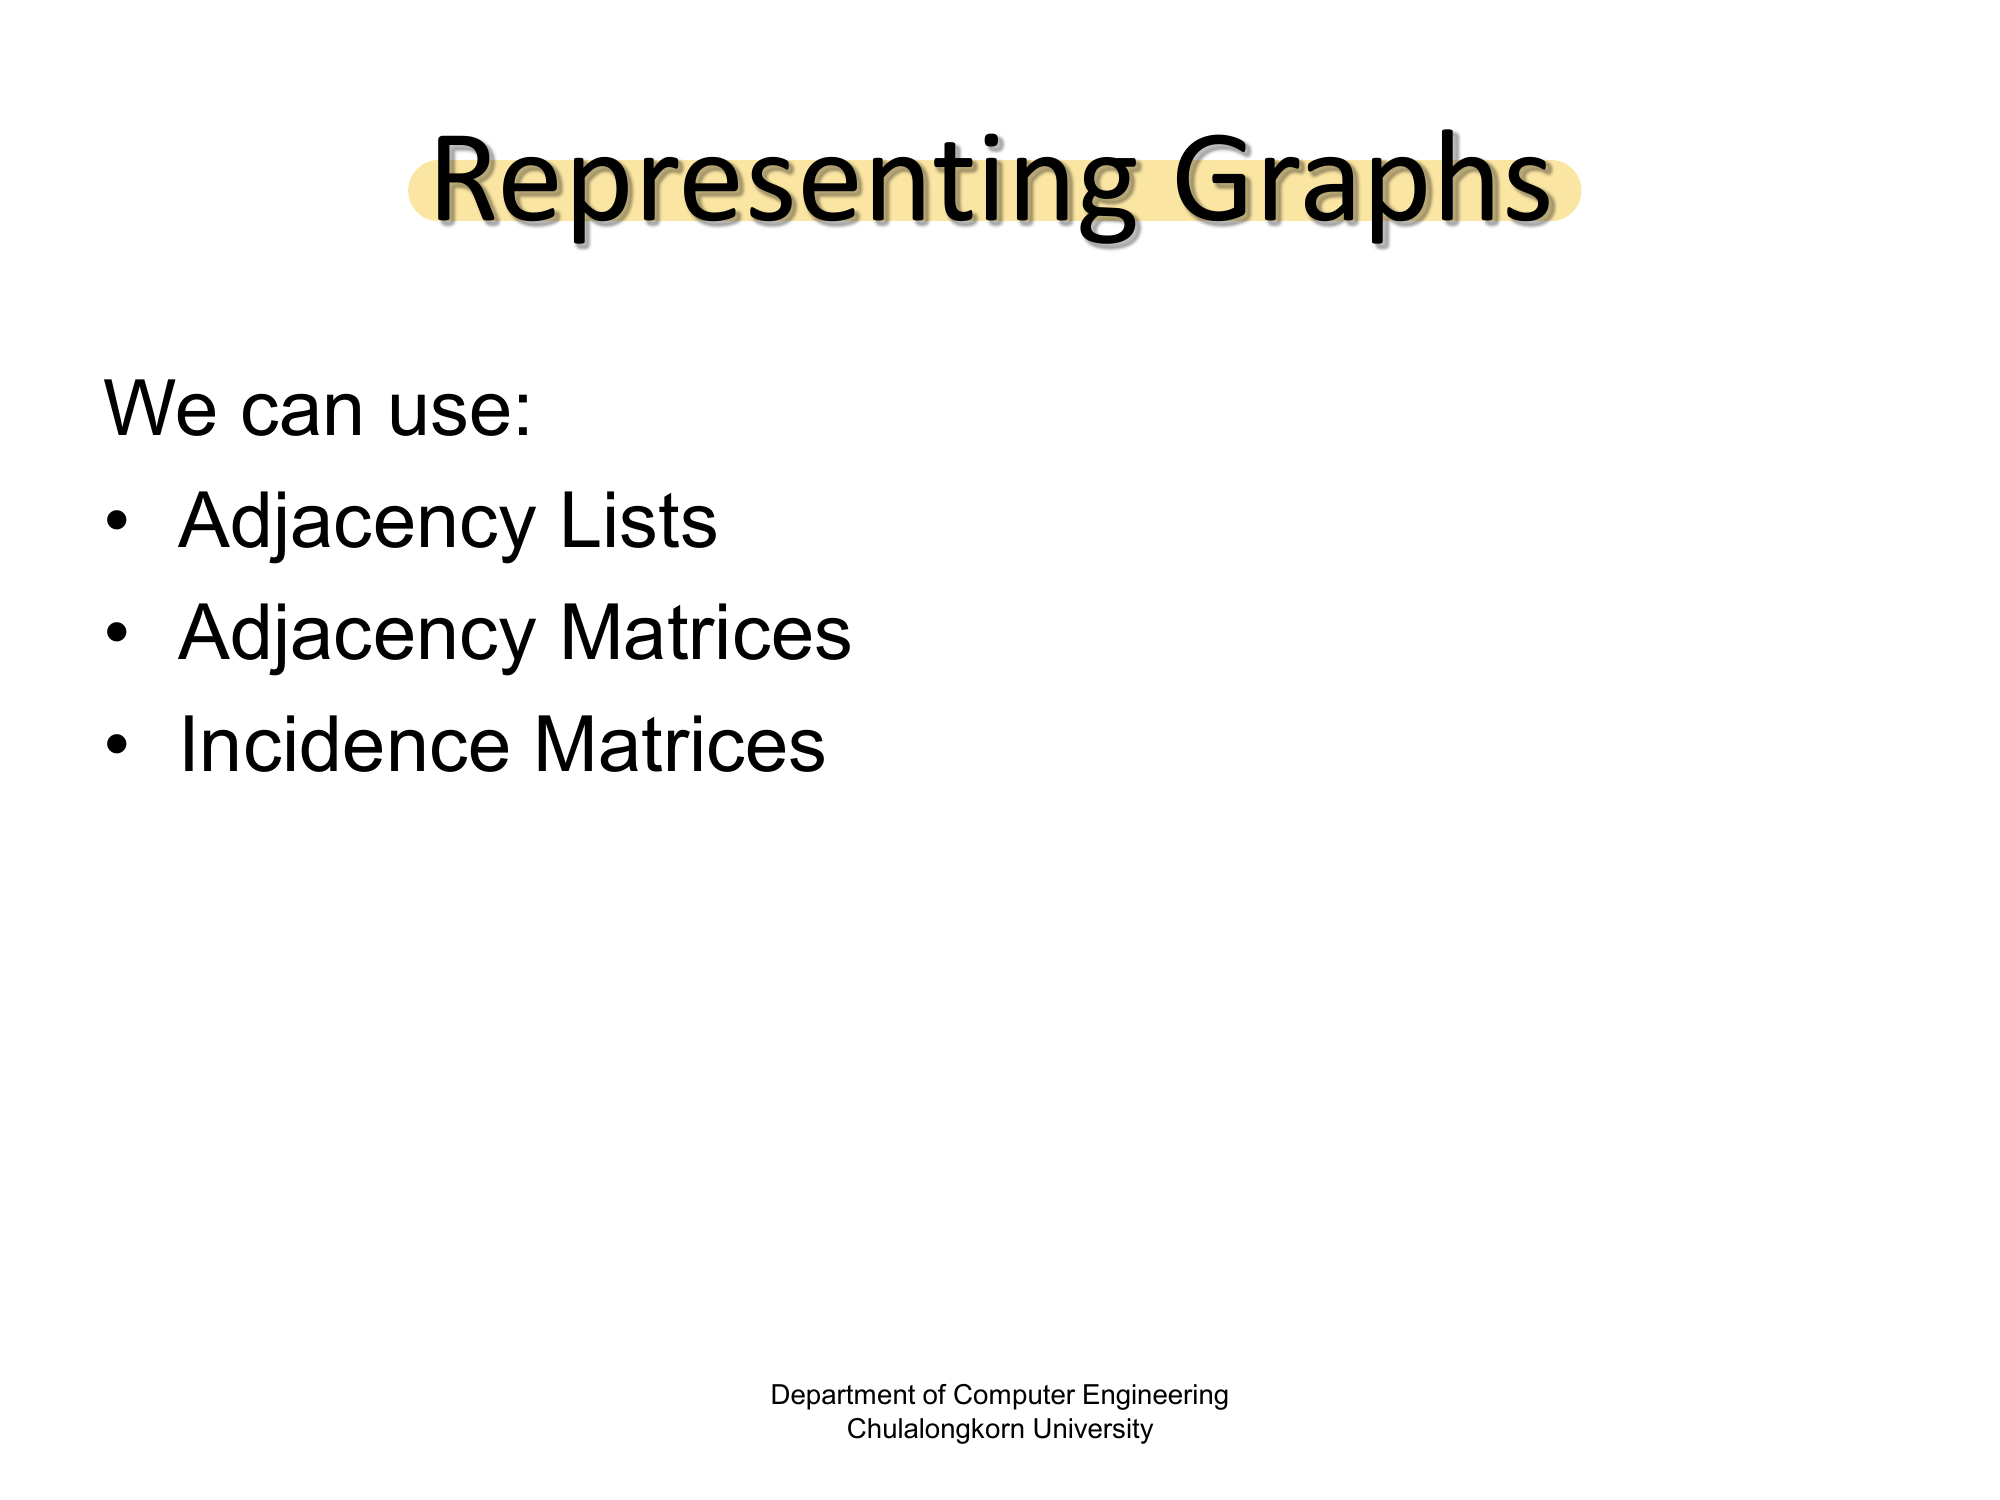 Representing Graphs
We can use:
• Adjacency Lists
• Adjacency Matrices
• Incidence Matrices
Department of Computer Engineering
Chulalongkorn University